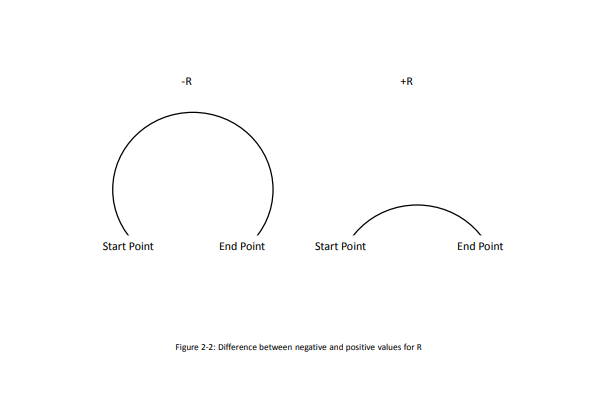 -R
+R
Start Point
End Point
Start Point
End Point
Figure 2-2: Difference between negative and positive values for R